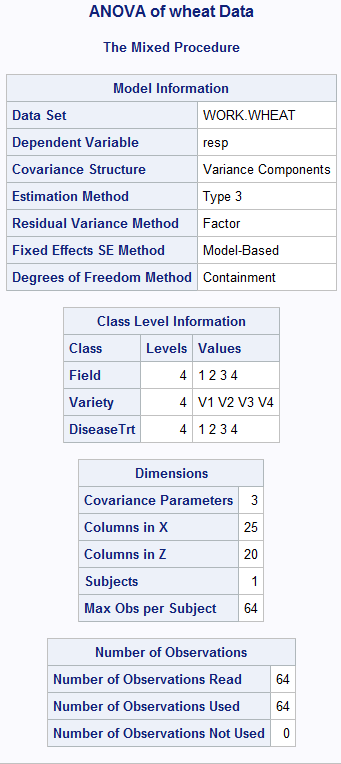 ANOVA of wheat Data
The Mixed Procedure
Model Information
Data Set WORK.WHEAT
Dependent Variable resp
Covariance Structure Variance Components
Estimation Method Type 3
Residual Variance Method Factor
Fixed Effects SE Method Model-Based
Degrees of Freedom Method Containment
Class Level Information
Class Levels Values
Field 4 1 2 3 4
Variety 4 V1 V2 V3 V4
DiseaseTrt 4 1 2 3 4
Dimensions
Covariance Parameters 3
Columns in X 25
Columns in Z 20
Subjects 1
Max Obs per Subject 64
Number of Observations
Number of Observations Read 64
Number of Observations Used 64
Number of Observations Not Used 0